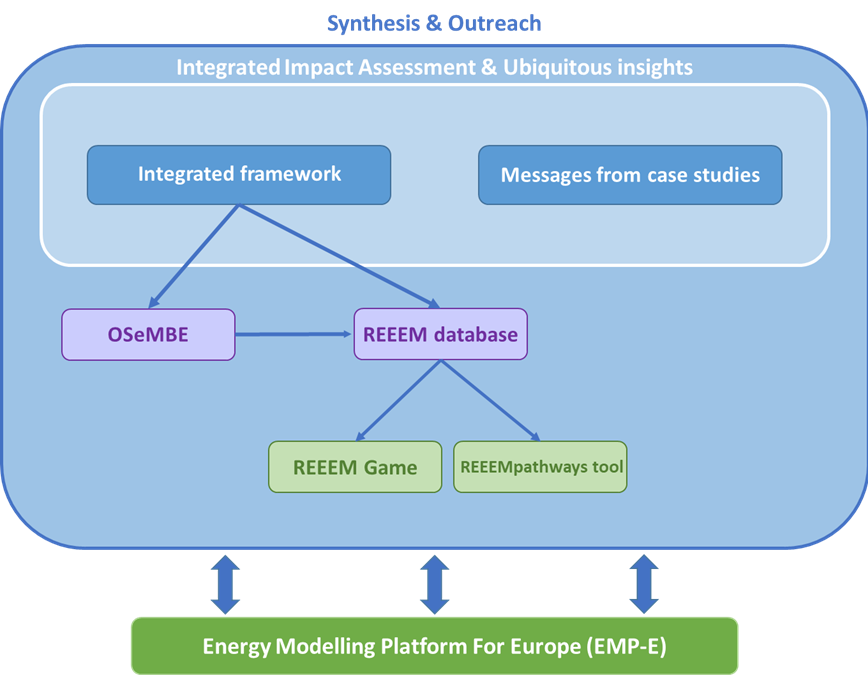 Synthesis & Outreach
Integrated Impact Assessment & Ubiquitous insights
Integrated framework
Messages from case studies
OSeMBE
REEEM database
REEEM Game
REEEMpathways tool
Energy Modelling Platform For Europe (EMP-E)